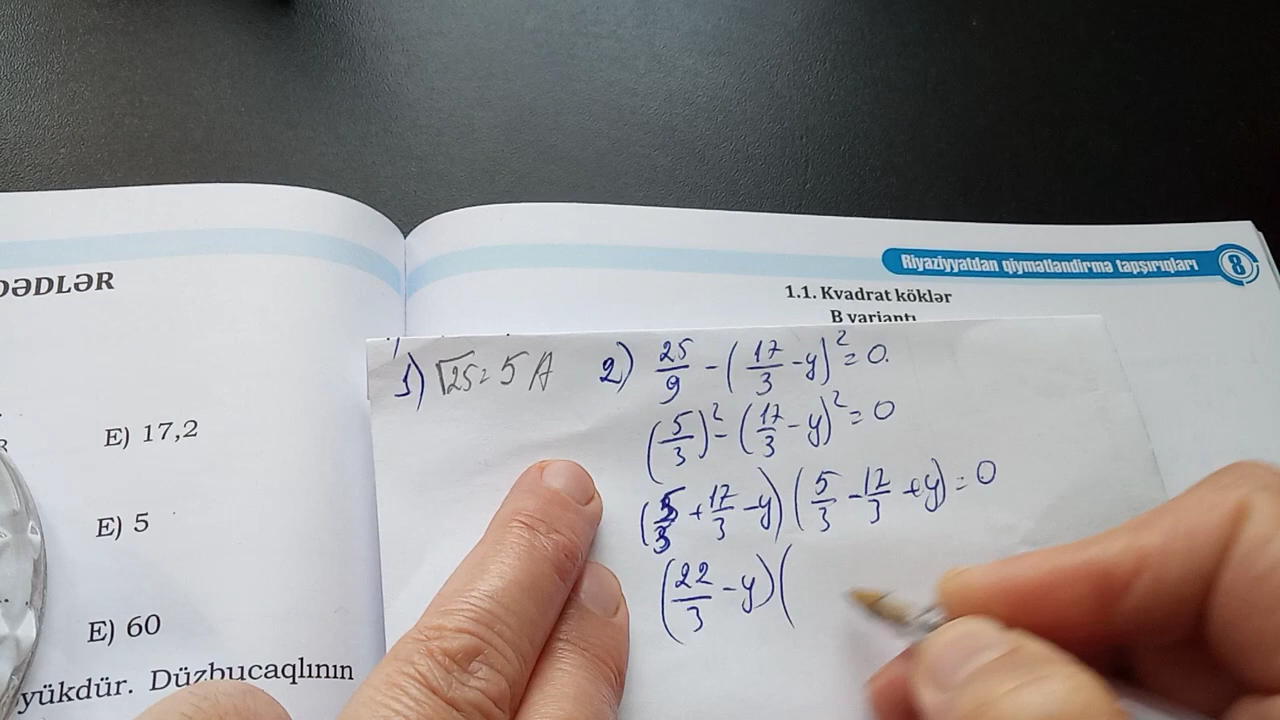 ƏDƏDLƏR
E) 17,2
E) 5
E) 60
yükdür. Düzbucaqlının
Riyaziyyatdan qiymətləndirmə tapşırıqları 8
1.1. Kvadrat köklər
B variantı
1) √25 = 5 A
2) 25/9 - (17/3 - y)² = 0.
(5/3)² - (17/3 - y)² = 0
(5/3 + 17/3 - y)(5/3 - 17/3 + y) = 0
(22/3 - y)(